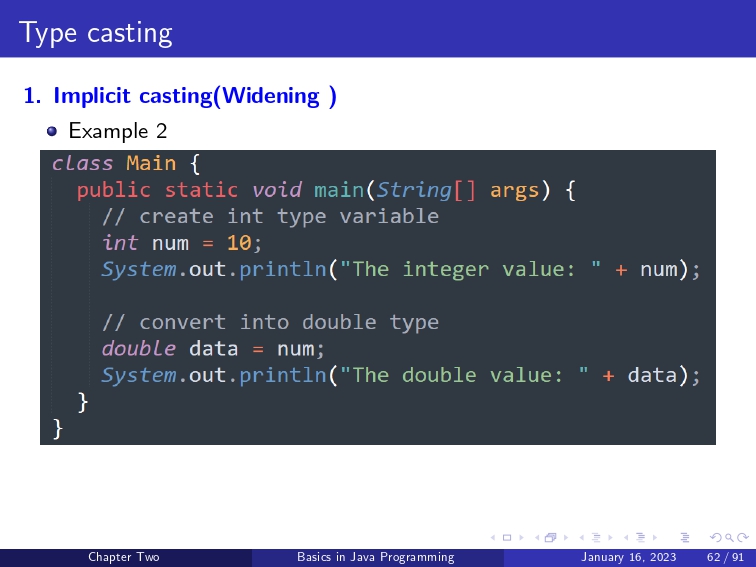 Type casting
1. Implicit casting(Widening )
Example 2
class Main {
public static void main(String[] args) {
// create int type variable
int num = 10;
System.out.println("The integer value: " + num);
// convert into double type
double data = num;
System.out.println("The double value: " + data);
}
}
Chapter Two
Basics in Java Programming
January 16, 2023
62 / 91